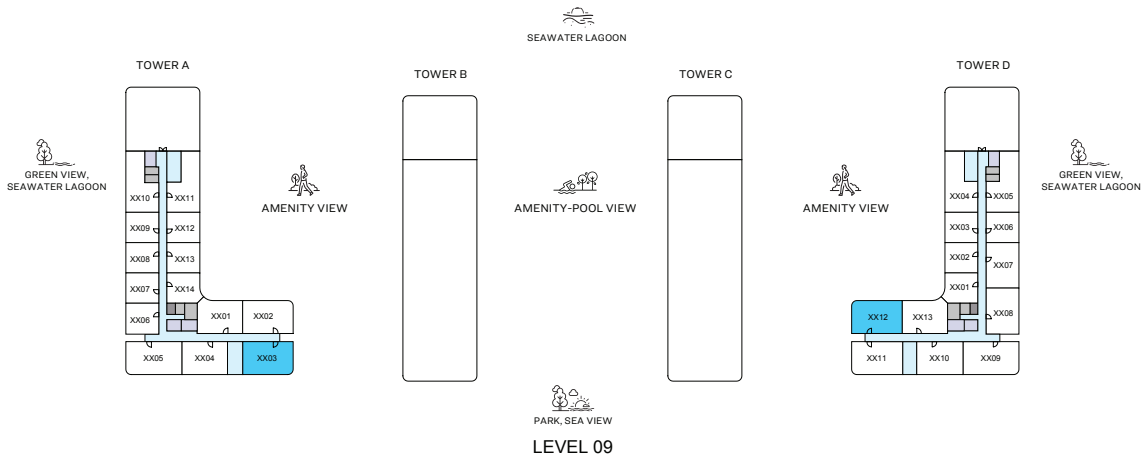 SEAWATER LAGOON
TOWER A
TOWER B
TOWER C
TOWER D
GREEN VIEW,
SEAWATER LAGOON
AMENITY VIEW
AMENITY-POOL VIEW
AMENITY VIEW
GREEN VIEW,
SEAWATER LAGOON
XX10 XX11
XX09 XX12
XX08 XX13
XX07 XX14
XX06
XX01 XX02
XX05 XX04 XX03
XX04 XX05
XX03 XX06
XX02
XX07
XX01
XX08
XX12 XX13
XX11 XX10 XX09
PARK, SEA VIEW
LEVEL 09